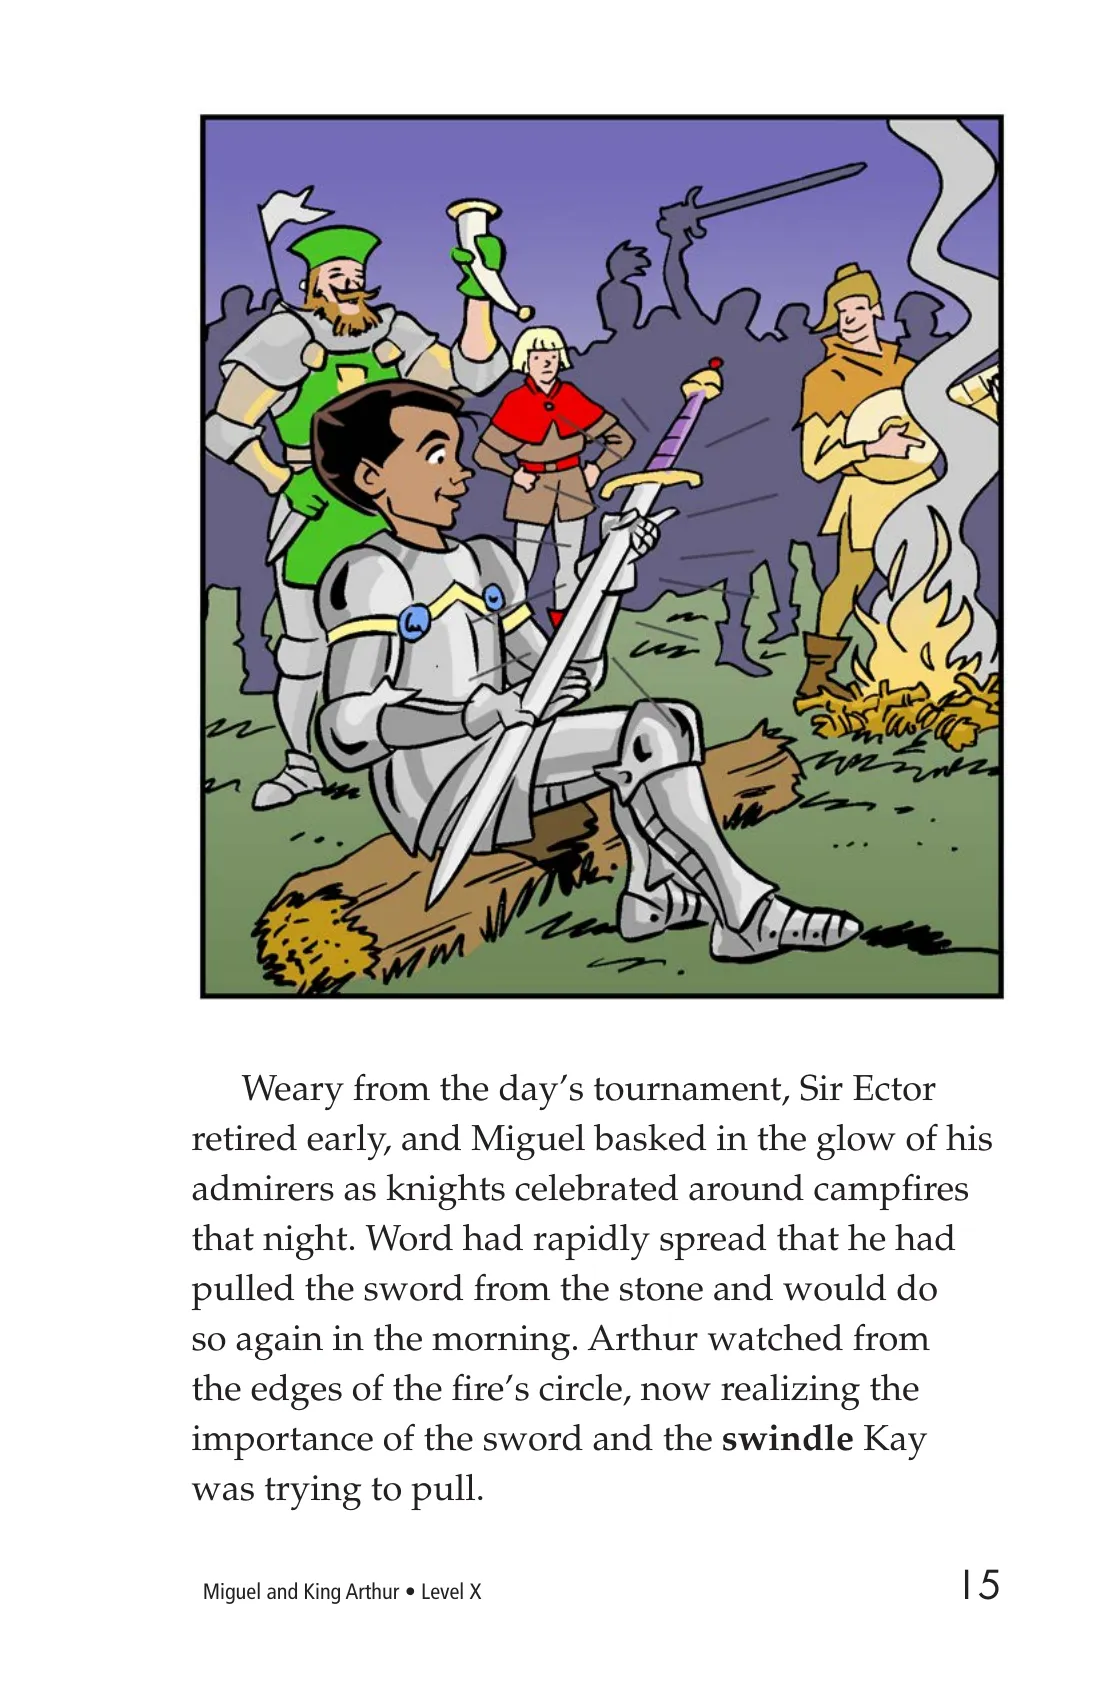 Weary from the day’s tournament, Sir Ector
retired early, and Miguel basked in the glow of his
admirers as knights celebrated around campfires
that night. Word had rapidly spread that he had
pulled the sword from the stone and would do
so again in the morning. Arthur watched from
the edges of the fire’s circle, now realizing the
importance of the sword and the swindle Kay
was trying to pull.
Miguel and King Arthur • Level X
15